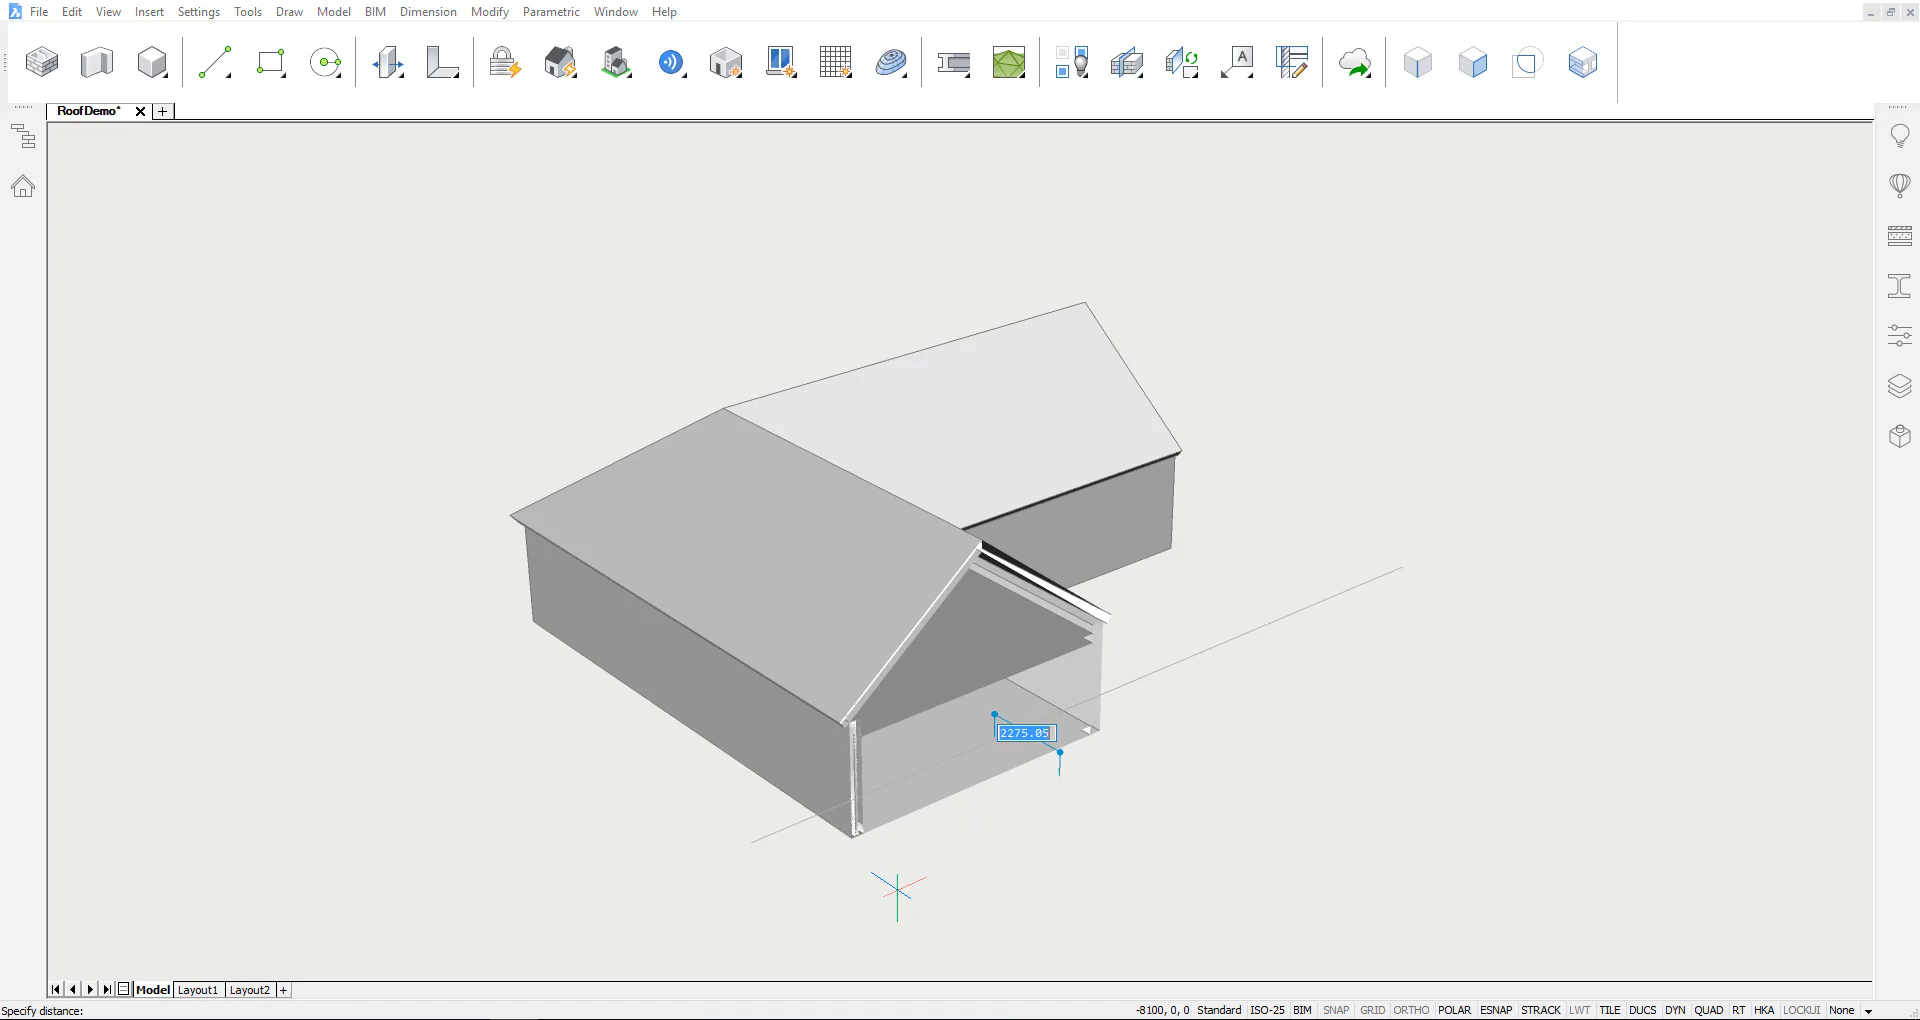 File Edit View Insert Settings Tools Draw Model BIM Dimension Modify Parametric Window Help
A
RoofDemo*
2275.05
Model Layout1 Layout2 +
Specify distance:
-8100, 0, 0 Standard ISO-25 BIM SNAP GRID ORTHO POLAR ESNAP STRACK LWT TILE DUCS DYN QUAD RT HKA LOCKUI None